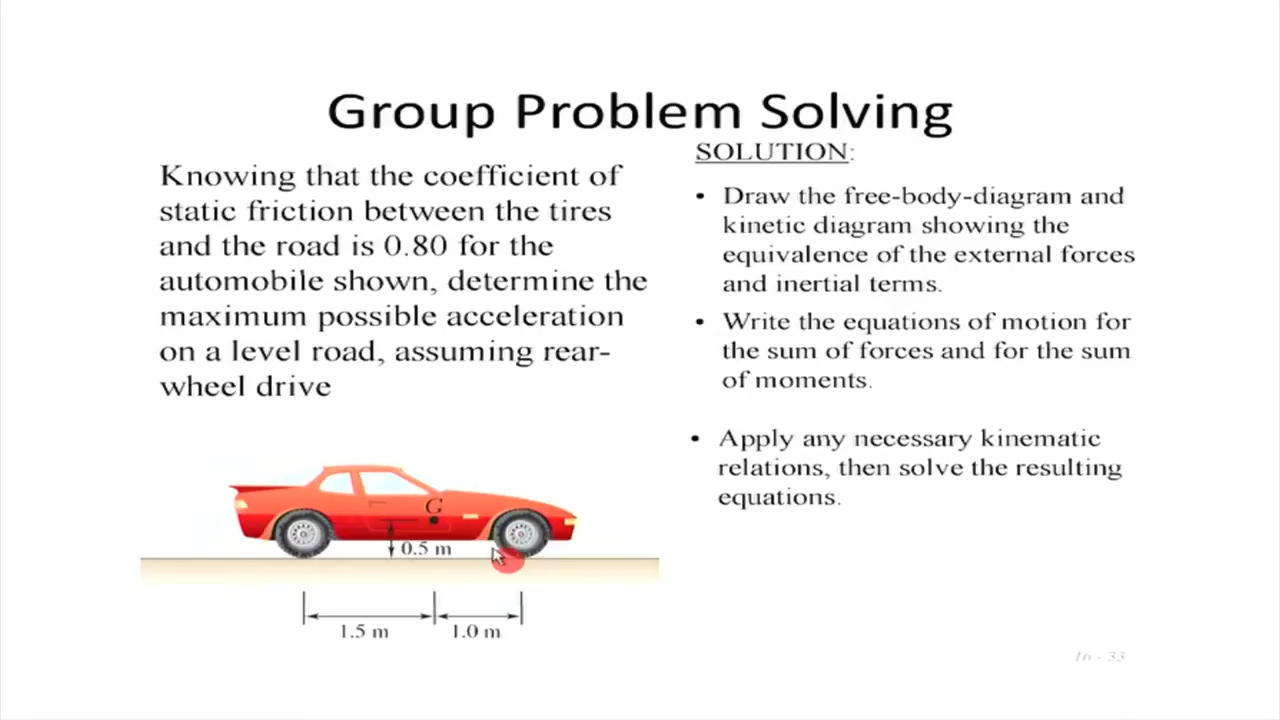 Group Problem Solving
Knowing that the coefficient of
static friction between the tires
and the road is 0.80 for the
automobile shown, determine the
maximum possible acceleration
on a level road, assuming rear-
wheel drive
SOLUTION:
• Draw the free-body-diagram and
kinetic diagram showing the
equivalence of the external forces
and inertial terms.
• Write the equations of motion for
the sum of forces and for the sum
of moments.
• Apply any necessary kinematic
relations, then solve the resulting
equations.
G
0.5 m
1.5 m
1.0 m
16 - 33